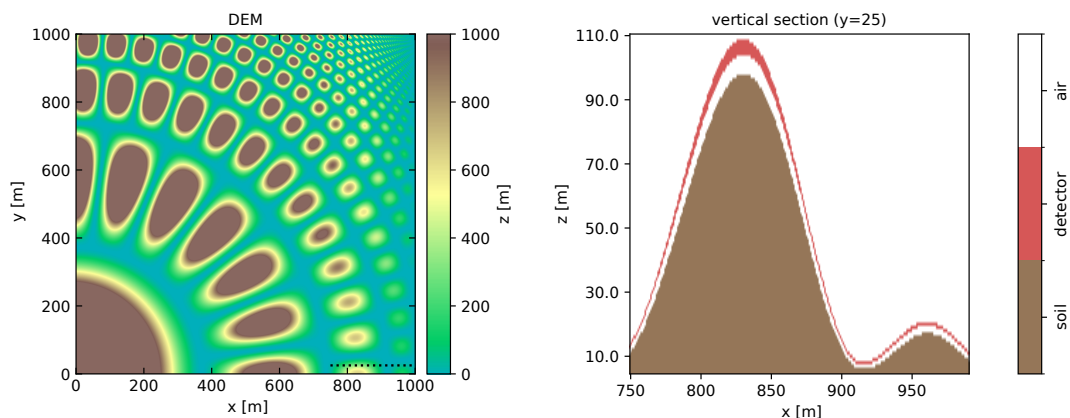 DEM
1000
800
600
400
200
0
y [m]
0 200 400 600 800 1000
x [m]
1000
800
600
400
200
0
z [m]
vertical section (y=25)
110.0
90.0
70.0
50.0
30.0
10.0
z [m]
750 800 850 900 950
x [m]
air
detector
soil